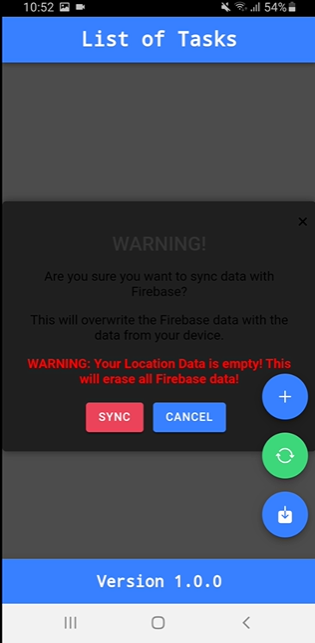 10:52 54%
List of Tasks
WARNING!
Are you sure you want to sync data with
Firebase?
This will overwrite the Firebase data with the
data from your device.
WARNING: Your Location Data is empty! This
will erase all Firebase data!
SYNC CANCEL
Version 1.0.0